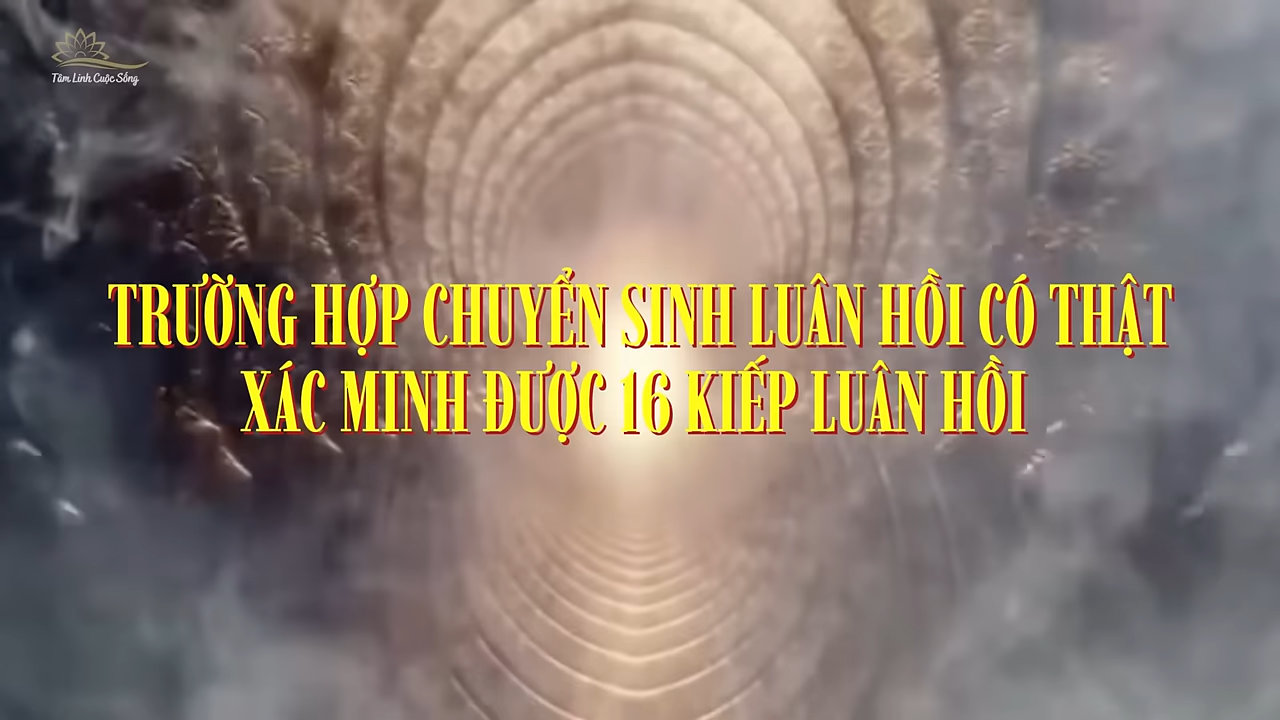 Tâm Linh Cuộc Sống
TRƯỜNG HỢP CHUYỂN SINH LUÂN HỒI CÓ THẬT
XÁC MINH ĐƯỢC 16 KIẾP LUÂN HỒI